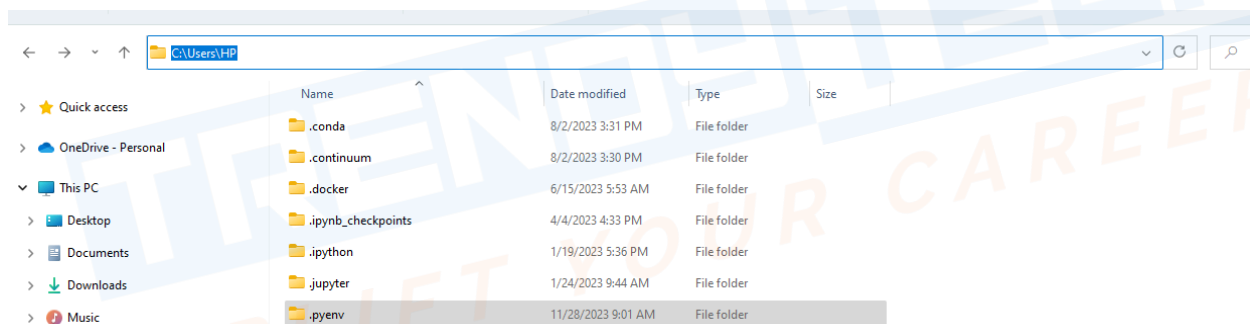 C:\Users\HP
Name Date modified Type Size
Quick access
.conda 8/2/2023 3:31 PM File folder
OneDrive - Personal
.continuum 8/2/2023 3:30 PM File folder
This PC
.docker 6/15/2023 5:53 AM File folder
Desktop
.ipynb_checkpoints 4/4/2023 4:33 PM File folder
Documents
.ipython 1/19/2023 5:36 PM File folder
Downloads
.jupyter 1/24/2023 9:44 AM File folder
Music
.pyenv 11/28/2023 9:01 AM File folder
YOUR CAREER